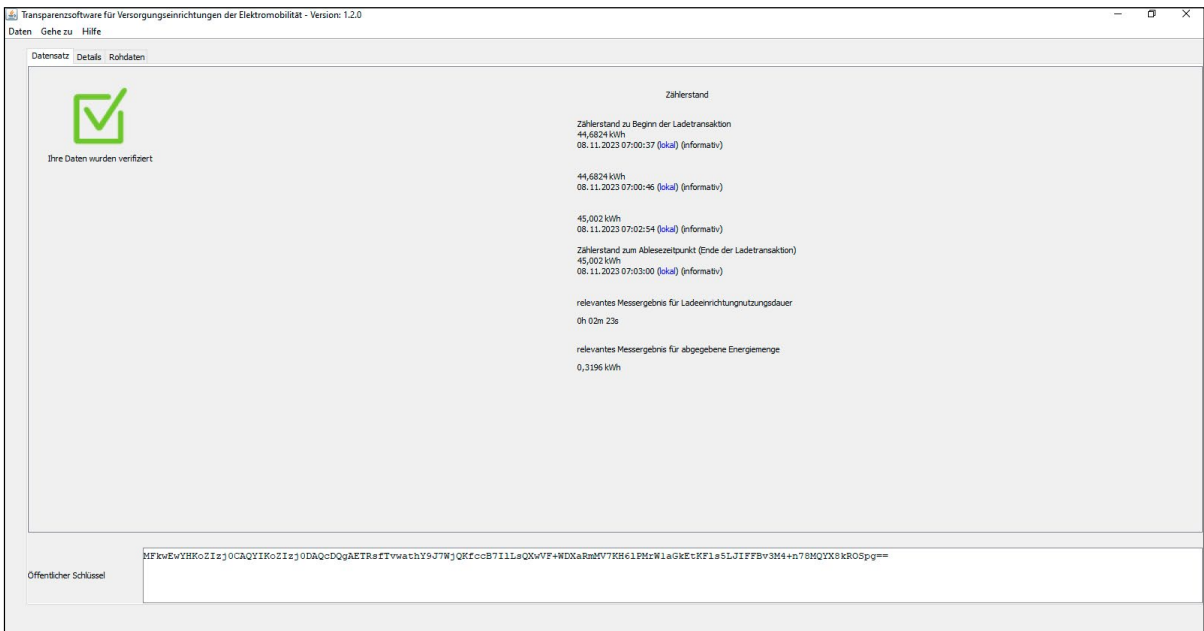 Transparenzsoftware für Versorgungseinrichtungen der Elektromobilität - Version: 1.2.0
Daten Gehe zu Hilfe
Datensatz Details Rohdaten
Ihre Daten wurden verifiziert
Zählerstand
Zählerstand zu Beginn der Ladetransaktion
44,6824 kWh
08.11.2023 07:00:37 (lokal) (informativ)
44,6824 kWh
08.11.2023 07:00:46 (lokal) (informativ)
45,002 kWh
08.11.2023 07:02:54 (lokal) (informativ)
Zählerstand zum Ablesezeitpunkt (Ende der Ladetransaktion)
45,002 kWh
08.11.2023 07:03:00 (lokal) (informativ)
relevantes Messergebnis für Ladeeinrichtungnutzungsdauer
0h 02m 23s
relevantes Messergebnis für abgegebene Energiemenge
0,3196 kWh
Öffentlicher Schlüssel
MFkwEwYHKoZIzj0CAQYIKoZIzj0DAQcDQgAETRsfTvwathY9J7WjQKfccB7IlLsQXwVF+WDXaRmMV7KH6lPMrWlaGkEtKFls5LJIFFBv3M4+n78MQYX8kROSpg==